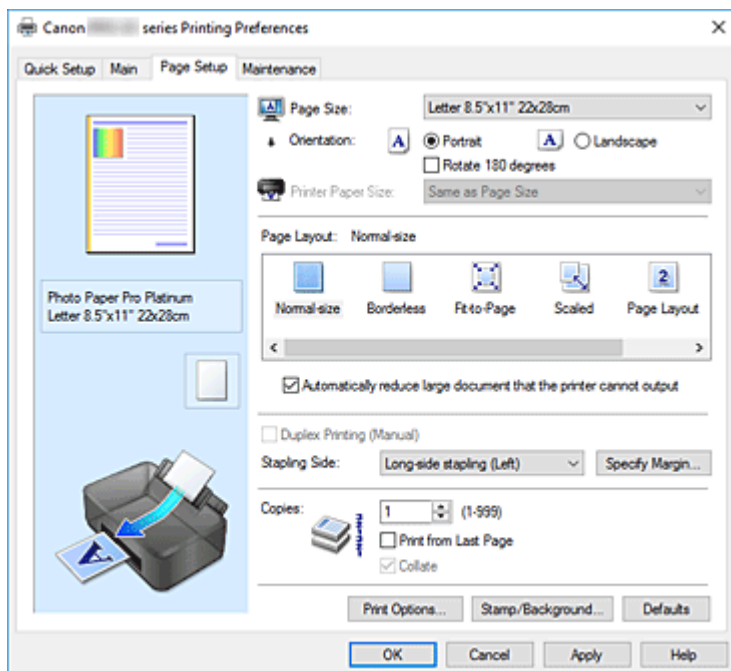 Canon series Printing Preferences
Quick Setup Main Page Setup Maintenance
Page Size: Letter 8.5"x11" 22x28cm
Orientation: A Portrait A Landscape
Rotate 180 degrees
Printer Paper Size: Same as Page Size
Page Layout: Normal-size
2
Normal-size Borderless Fit-to-Page Scaled Page Layout
Photo Paper Pro Platinum
Letter 8.5"x11" 22x28cm
Automatically reduce large document that the printer cannot output
Duplex Printing (Manual)
Stapling Side: Long-side stapling (Left) Specify Margin...
Copies: 1 (1-999)
Print from Last Page
Collate
A
Print Options... Stamp/Background... Defaults
OK Cancel Apply Help